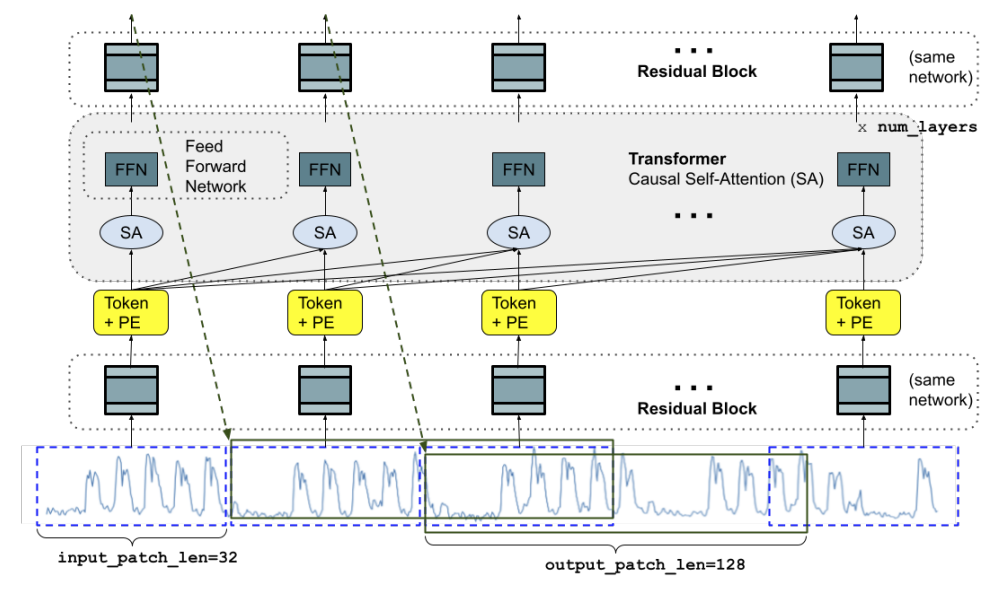 ▪ ▪ ▪
Residual Block
(same
network)
x num_layers
Feed
Forward
Network
FFN
FFN
FFN
FFN
Transformer
Causal Self-Attention (SA)
▪ ▪ ▪
SA
SA
SA
SA
Token
+ PE
Token
+ PE
Token
+ PE
Token
+ PE
▪ ▪ ▪
Residual Block
(same
network)
input_patch_len=32
output_patch_len=128